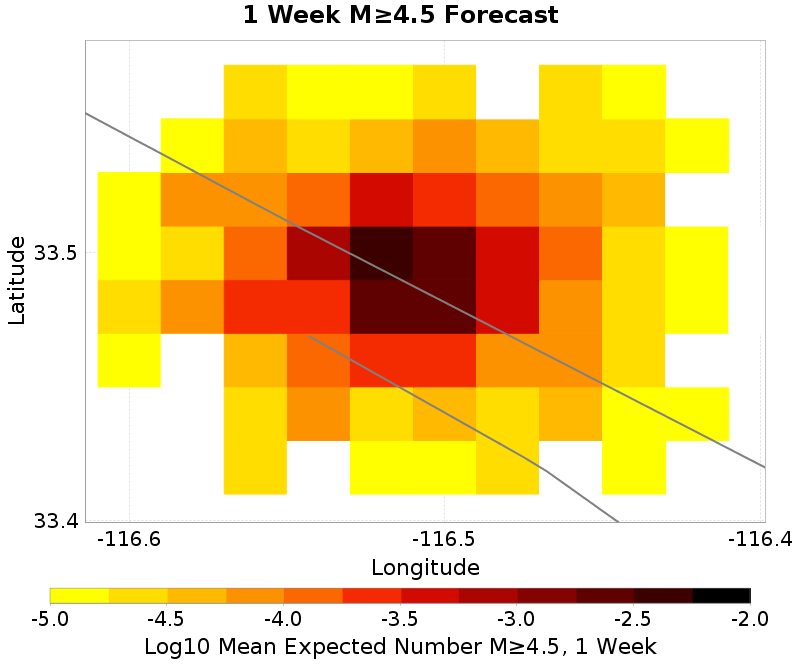 1 Week M≥4.5 Forecast
Latitude
33.5
33.4
-116.6 -116.5 -116.4
Longitude
-5.0 -4.5 -4.0 -3.5 -3.0 -2.5 -2.0
Log10 Mean Expected Number M≥4.5, 1 Week